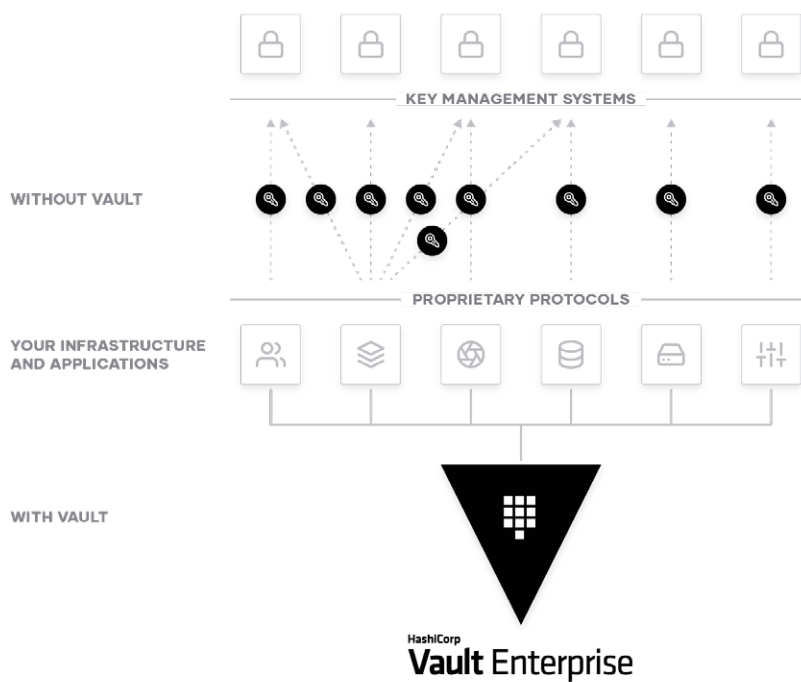 KEY MANAGEMENT SYSTEMS
WITHOUT VAULT
PROPRIETARY PROTOCOLS
YOUR INFRASTRUCTURE
AND APPLICATIONS
WITH VAULT
HashiCorp
Vault Enterprise